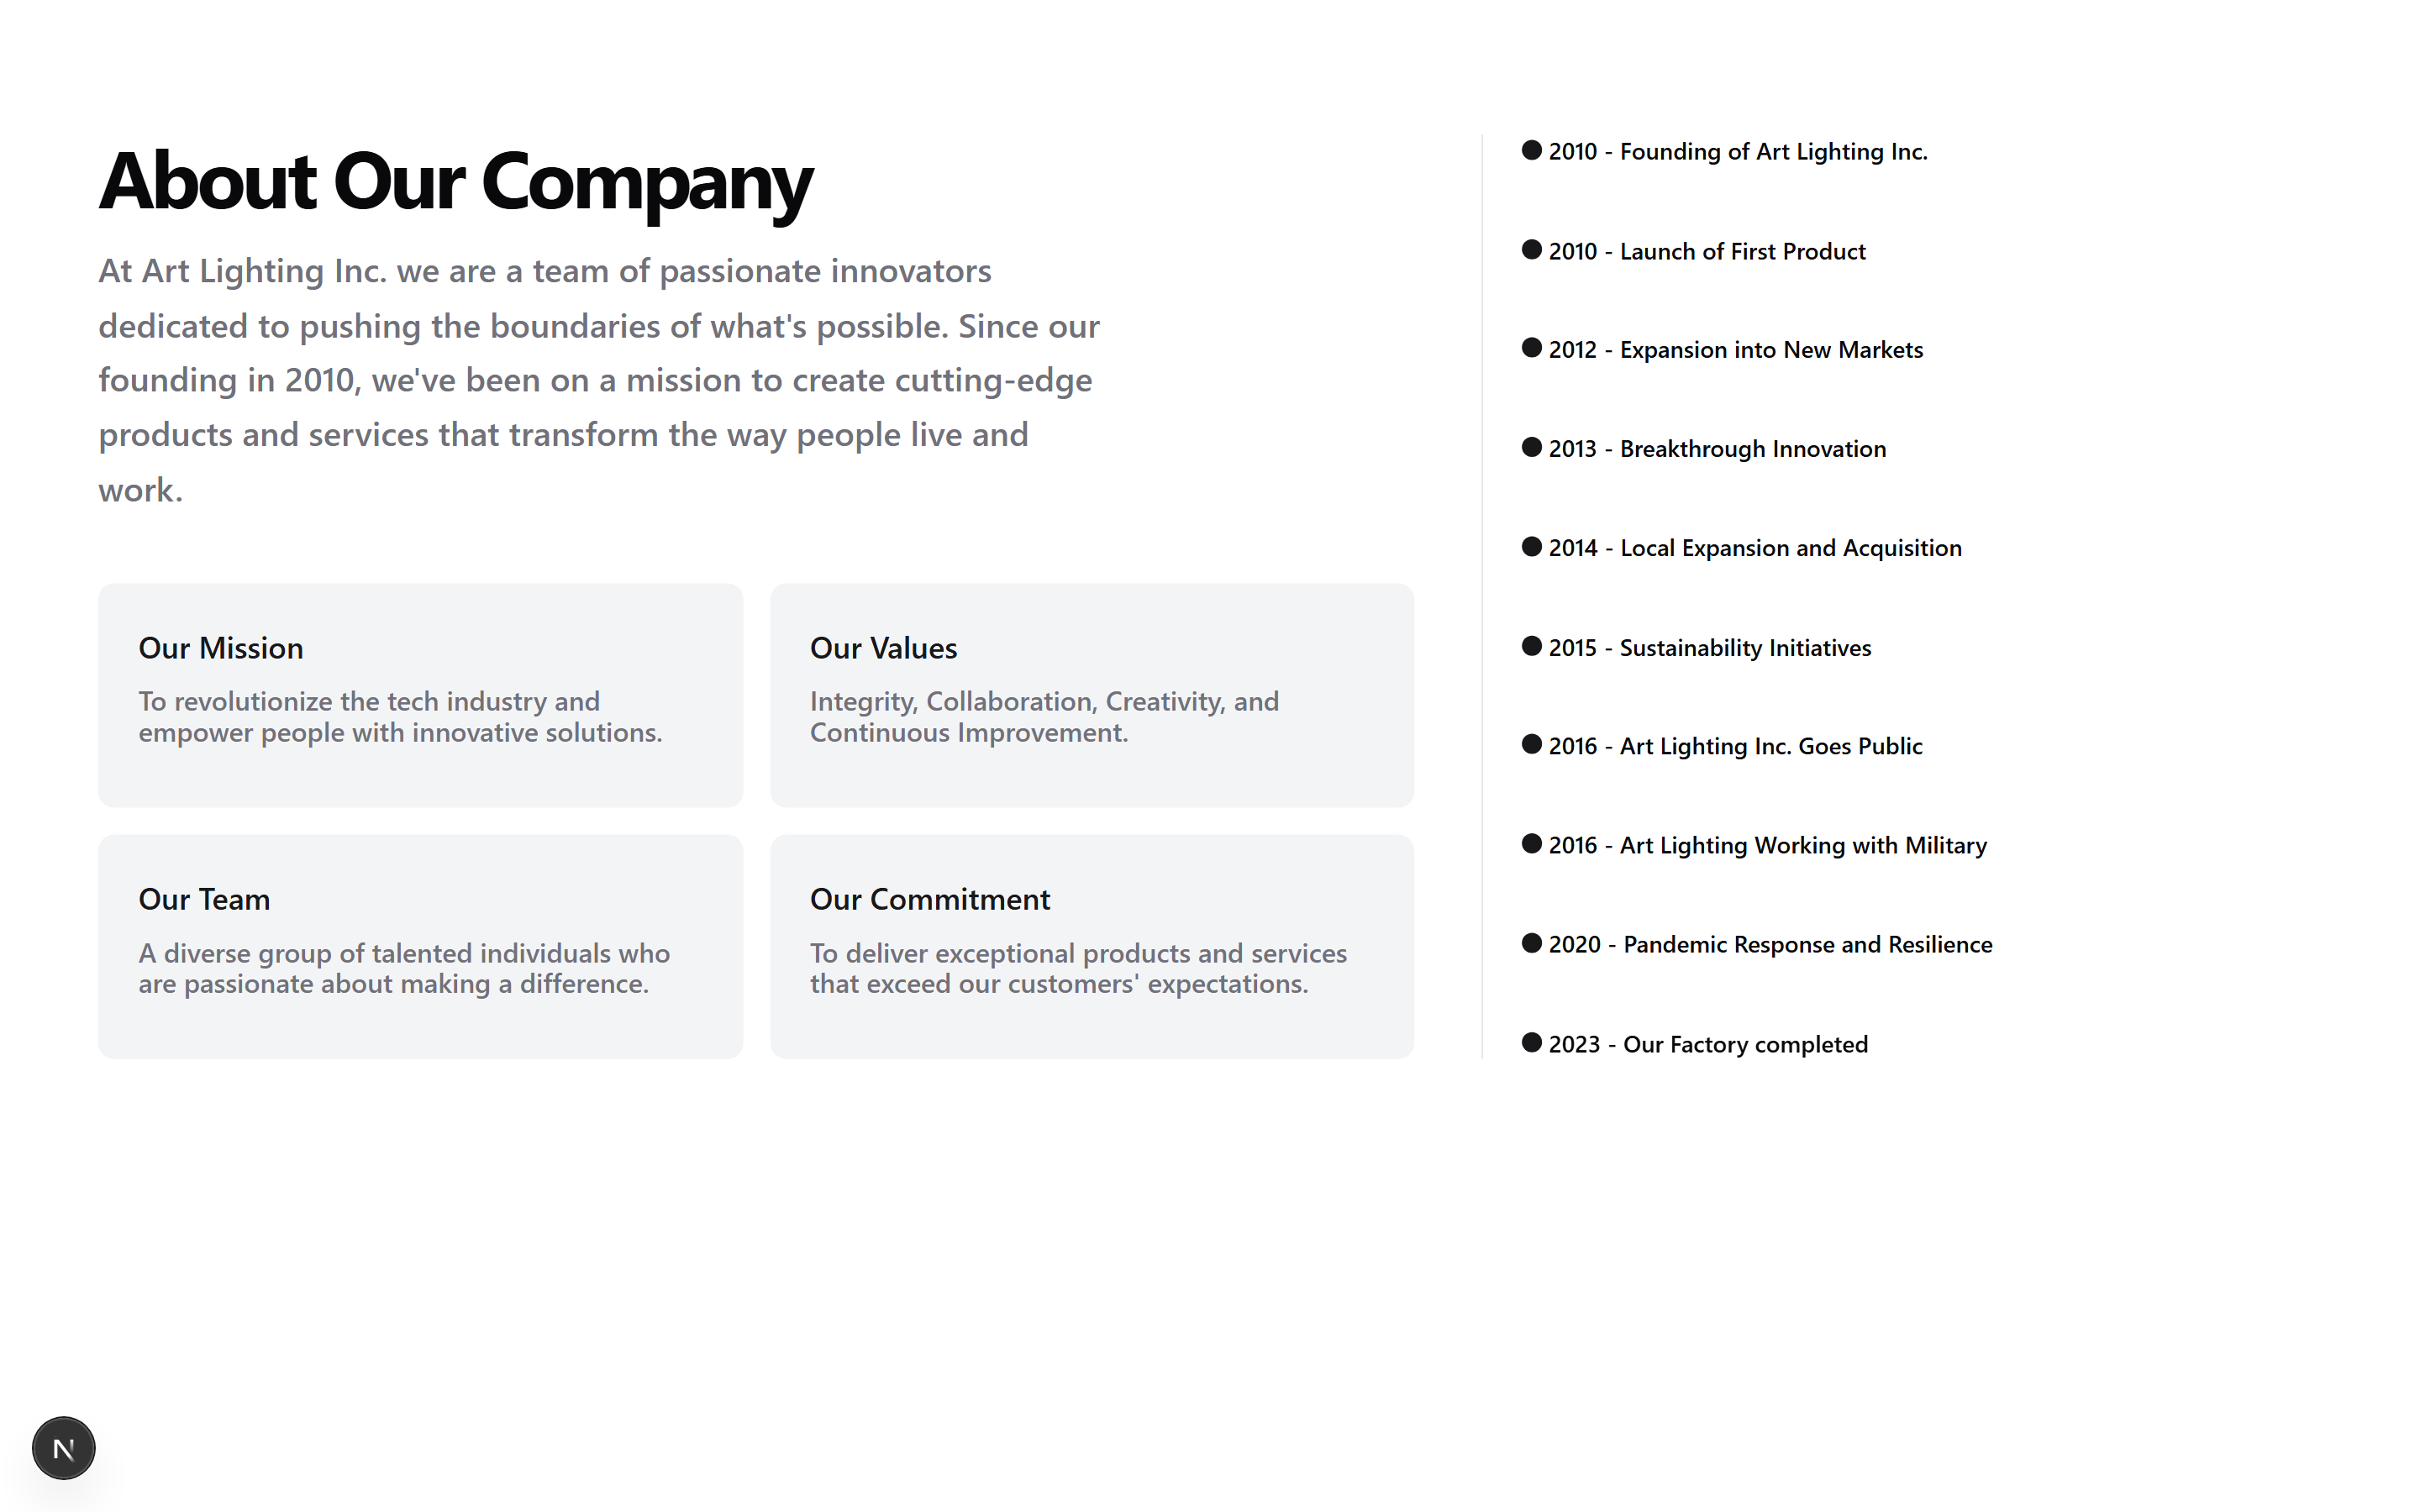 About Our Company
At Art Lighting Inc. we are a team of passionate innovators
dedicated to pushing the boundaries of what's possible. Since our
founding in 2010, we've been on a mission to create cutting-edge
products and services that transform the way people live and
work.
Our Mission
To revolutionize the tech industry and
empower people with innovative solutions.
Our Values
Integrity, Collaboration, Creativity, and
Continuous Improvement.
Our Team
A diverse group of talented individuals who
are passionate about making a difference.
Our Commitment
To deliver exceptional products and services
that exceed our customers' expectations.
2010 - Founding of Art Lighting Inc.
2010 - Launch of First Product
2012 - Expansion into New Markets
2013 - Breakthrough Innovation
2014 - Local Expansion and Acquisition
2015 - Sustainability Initiatives
2016 - Art Lighting Inc. Goes Public
2016 - Art Lighting Working with Military
2020 - Pandemic Response and Resilience
2023 - Our Factory completed
N